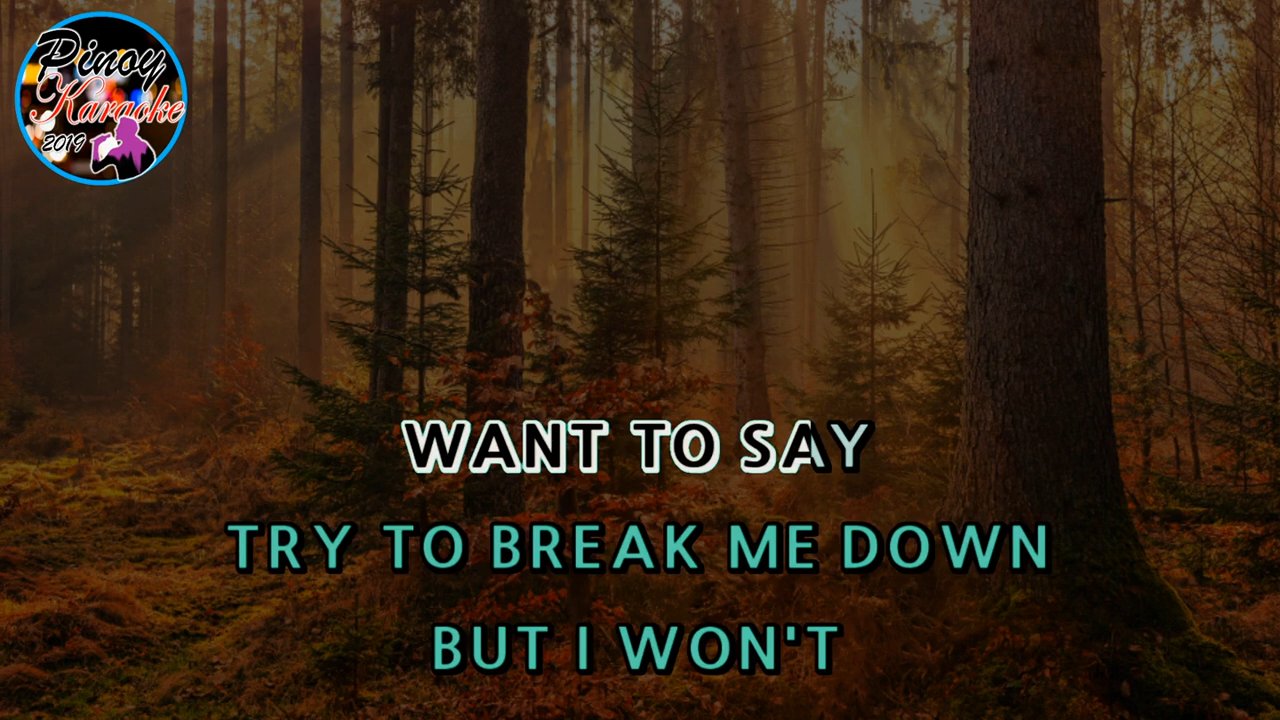 Pinoy
Karaoke
2019
WANT TO SAY
TRY TO BREAK ME DOWN
BUT I WON'T